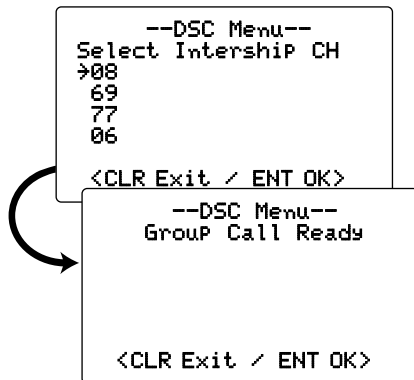 --DSC Menu--
Select Intership CH
→08
69
77
06
<CLR Exit / ENT OK>
--DSC Menu--
Group Call Ready
<CLR Exit / ENT OK>